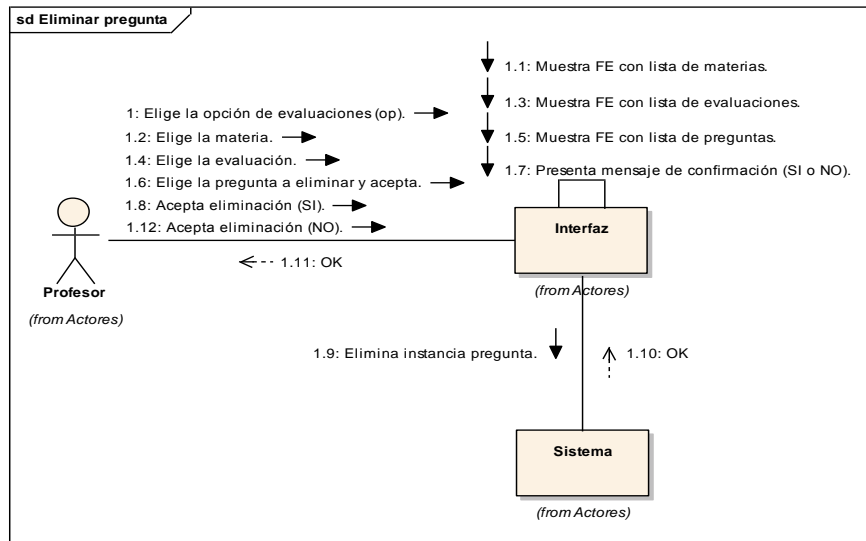 sd Eliminar pregunta
1.1: Muestra FE con lista de materias.
1.3: Muestra FE con lista de evaluaciones.
1.5: Muestra FE con lista de preguntas.
1.7: Presenta mensaje de confirmación (SI o NO).
1: Elige la opción de evaluaciones (op).
1.2: Elige la materia.
1.4: Elige la evaluación.
1.6: Elige la pregunta a eliminar y acepta.
1.8: Acepta eliminación (SI).
1.12: Acepta eliminación (NO).
1.11: OK
Profesor
(from Actores)
Interfaz
(from Actores)
1.9: Elimina instancia pregunta.
1.10: OK
Sistema
(from Actores)